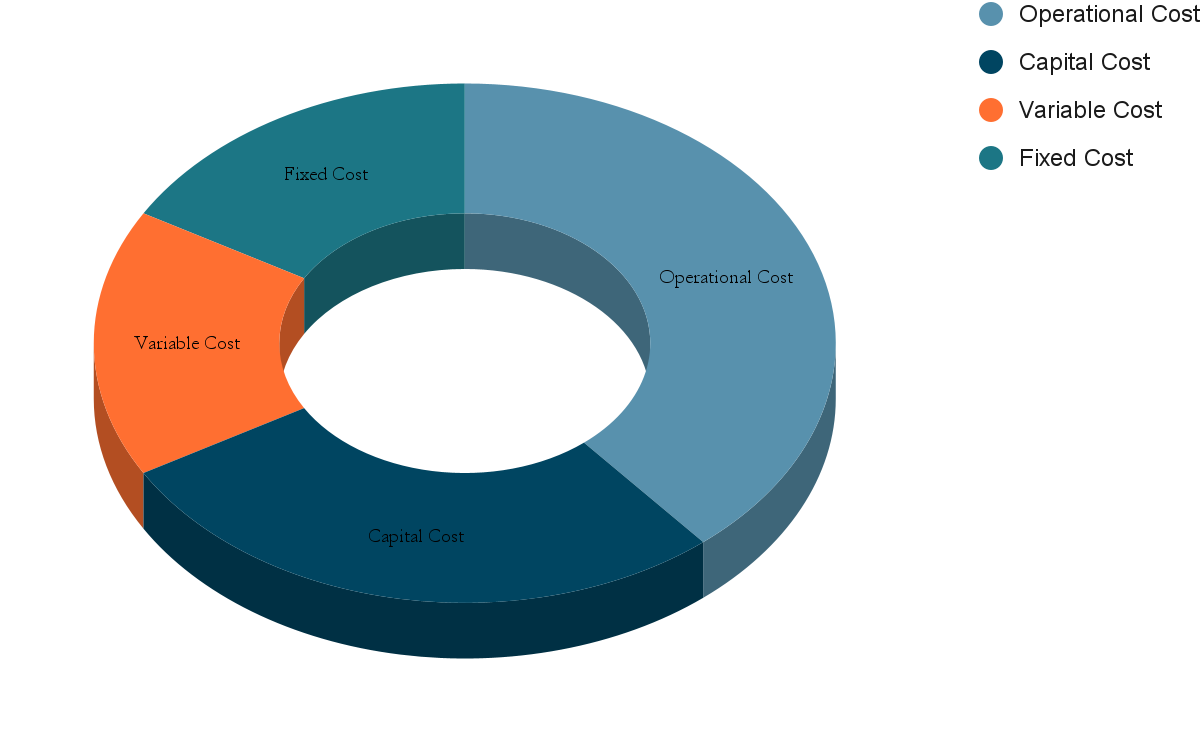 Operational Cost
Capital Cost
Variable Cost
Fixed Cost
Fixed Cost
Operational Cost
Variable Cost
Capital Cost